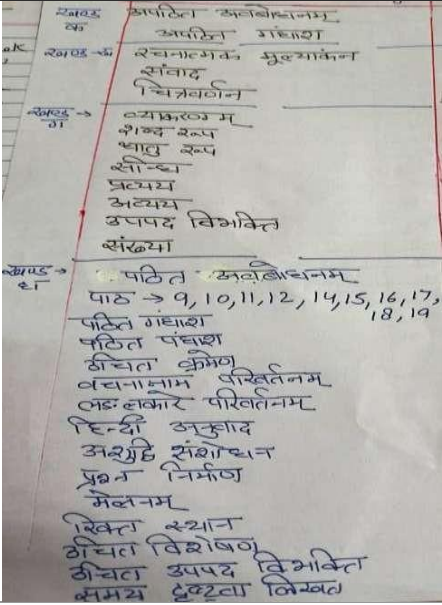 खण्ड क अपठित अवबोधनम्
अपठित गद्यांश
खण्ड-ख रचनात्मक मूल्यांकन
संवाद
चित्रवर्णन
खण्ड ग → व्याकरणम्
शब्द रूप
धातु रूप
सन्धि
प्रत्यय
अव्यय
उपपद विभक्ति
संख्या
खण्ड घ → पठित अवबोधनम्
पाठ → 9, 10, 11, 12, 14, 15, 16, 17,
18, 19
पठित गद्यांश
पठित पद्यांश
उचित क्रमेण
वचनानाम परिवर्तनम्
लङ लकारे परिवर्तनम्
हिन्दी अनुवाद
अशुद्धि संशोधन
प्रश्न निर्माण
मेलनम्
रिक्त स्थान
उचित विशेषण
उचित उपपद विभक्ति
समय दृष्ट्वा लिखत